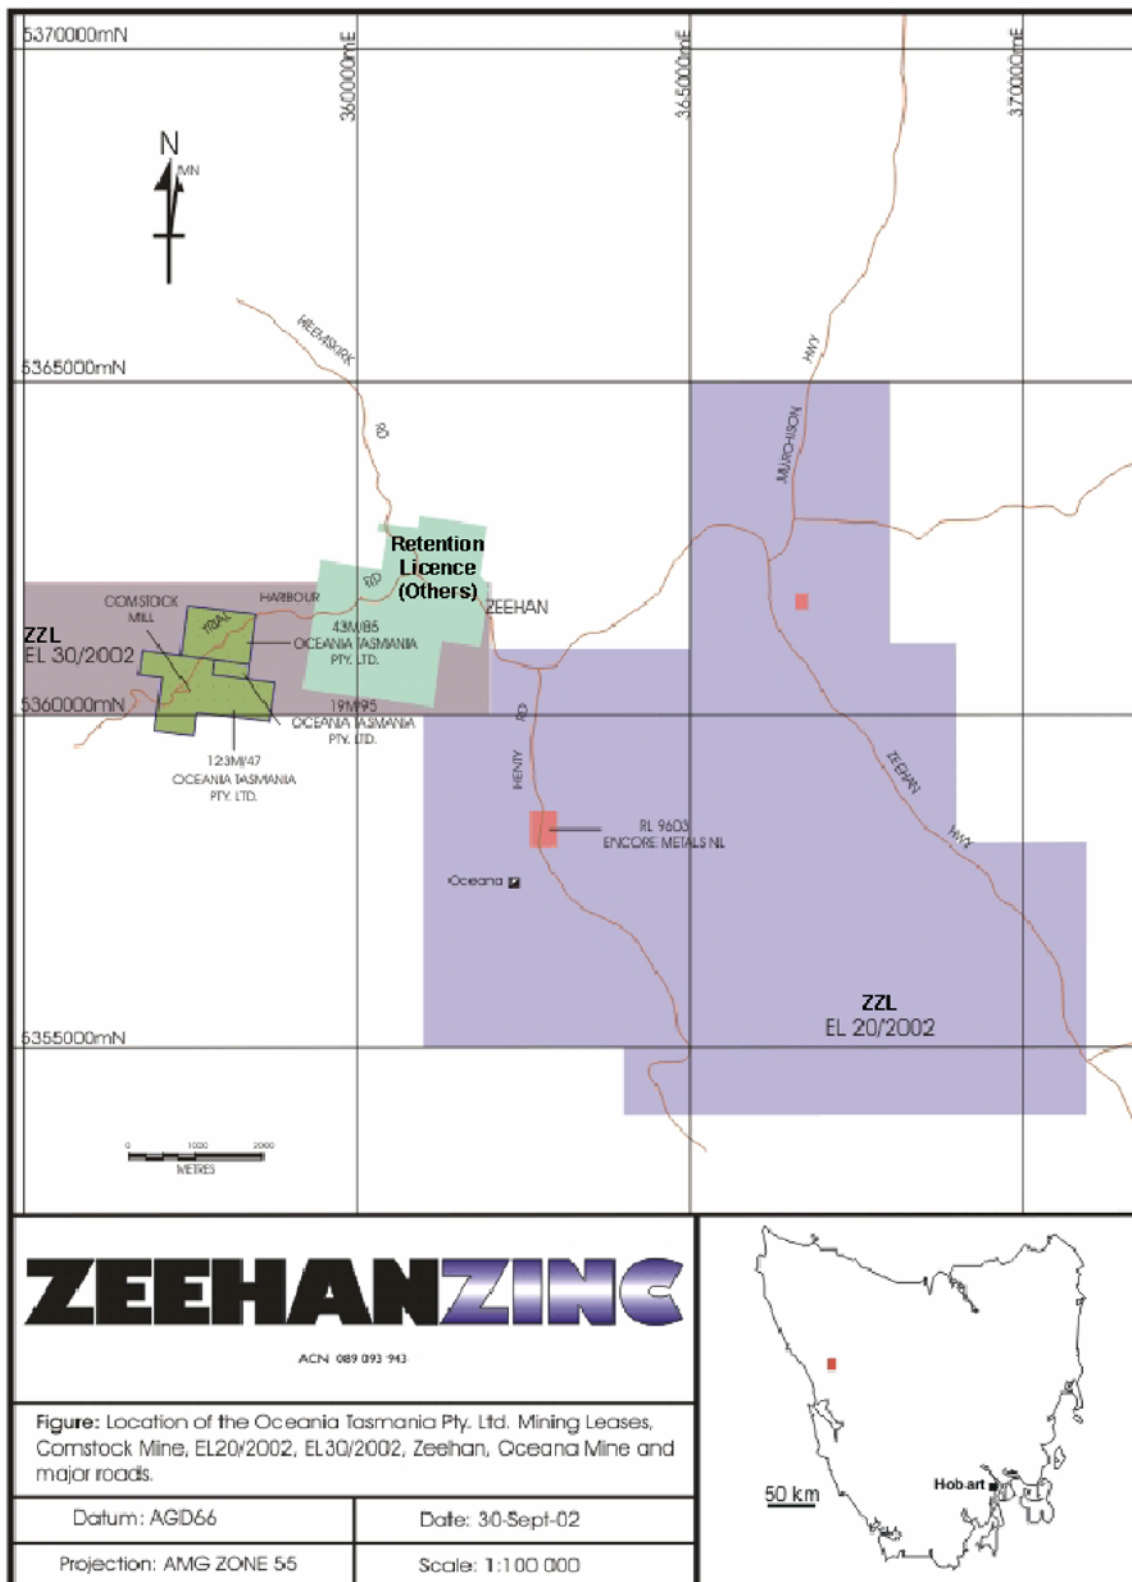 5370000mN
360000mE
365000mE
370000mE
N
MN
HEEMSKIRK
RD
5365000mN
HWY
MURCHISON
Retention
Licence
(Others)
RD
HARBOUR
TRIAL
ZEEHAN
COMSTOCK
MILL
ZZL
EL 30/2002
43M/85
OCEANIA TASMANIA
PTY. LTD.
5360000mN
19M/95
OCEANIA TASMANIA
PTY. LTD.
123M/47
OCEANIA TASMANIA
PTY. LTD.
RD
HENTY
ZEEHAN
HWY
RL 9603
ENCORE METALS NL
Oceana
ZZL
EL 20/2002
5355000mN
0 1000 2000
METRES
ZEEHANZINC
ACN 089 093 943
Figure: Location of the Oceania Tasmania Pty. Ltd. Mining Leases,
Comstock Mine, EL20/2002, EL30/2002, Zeehan, Oceana Mine and
major roads.
Datum: AGD66
Date: 30-Sept-02
Projection: AMG ZONE 55
Scale: 1:100 000
50 km
Hobart